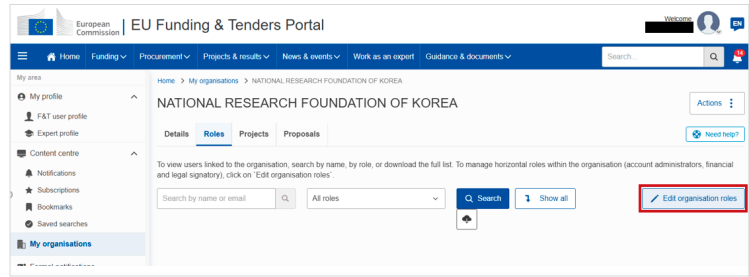 European Commission | EU Funding & Tenders Portal
Welcome
EN
Home Funding Procurement Projects & results News & events Work as an expert Guidance & documents Search... 14
My area
Home > My organisations > NATIONAL RESEARCH FOUNDATION OF KOREA
My profile
NATIONAL RESEARCH FOUNDATION OF KOREA
Actions
F&T user profile
Expert profile
Details Roles Projects Proposals
Need help?
Content centre
Notifications
To view users linked to the organisation, search by name, by role, or download the full list. To manage horizontal roles within the organisation (account administrators, financial
and legal signatory), click on `Edit organisation roles`.
Subscriptions
Bookmarks
Saved searches
Search by name or email All roles Search Show all Edit organisation roles
My organisations